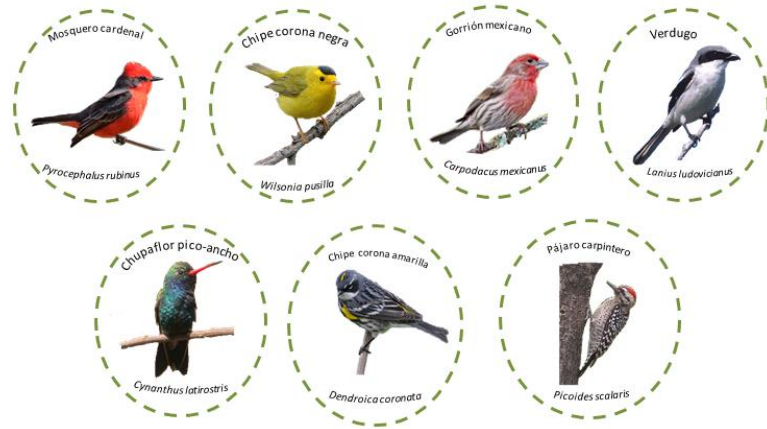 Mosquero cardenal
Pyrocephalus rubinus
Chipe corona negra
Wilsonia pusilla
Gorrión mexicano
Carpodacus mexicanus
Verdugo
Lanius ludovicianus
Chupaflor pico-ancho
Cynanthus latirostris
Chipe corona amarilla
Dendroica coronata
Pájaro carpintero
Picoides scalaris